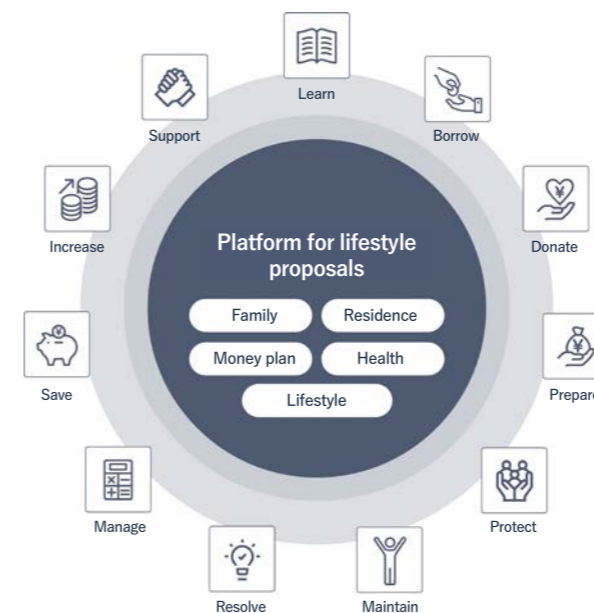 Learn
Support
Borrow
Increase
Donate
Platform for lifestyle
proposals
Family
Residence
Money plan
Health
Lifestyle
Save
Prepare
Manage
Protect
Resolve
Maintain